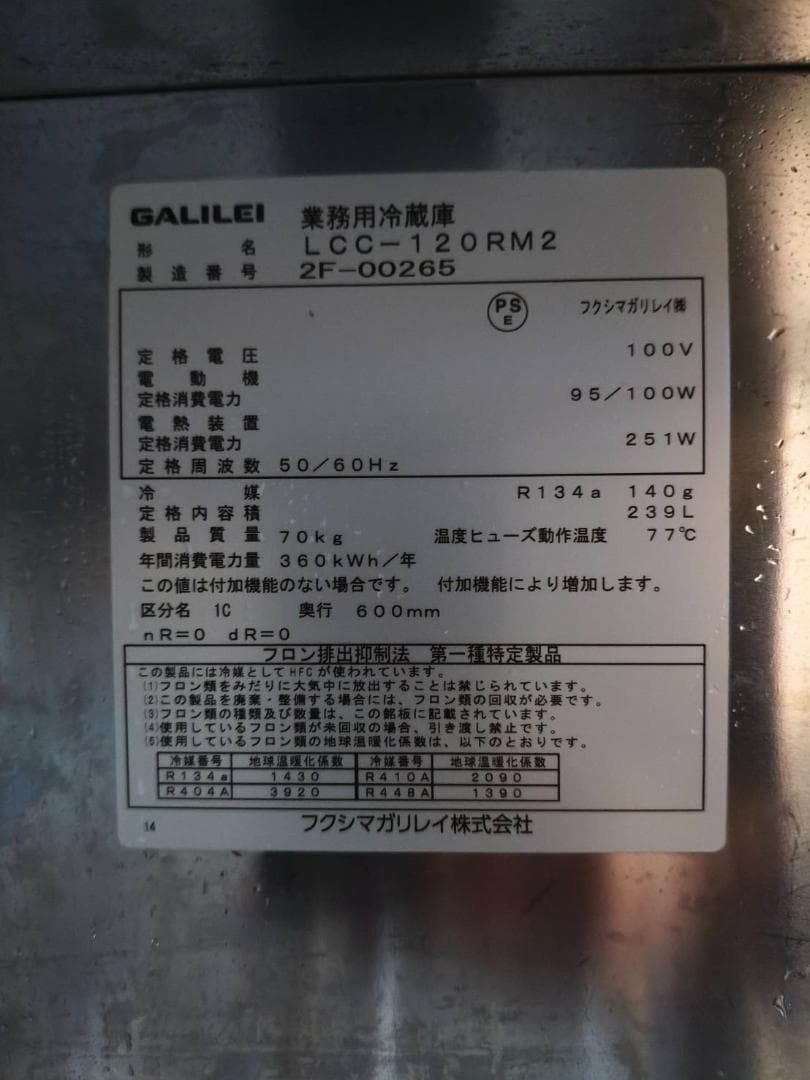 GALILEI 業務用冷蔵庫
形名 LCC-120RM2
製造番号 2F-00265
PS E フクシマガリレイ㈱
定格電圧 100V
電動機
定格消費電力 95/100W
電熱装置
定格消費電力 251W
定格周波数 50/60Hz
冷媒 R134a 140g
定格内容積 239L
製品質量 70kg 温度ヒューズ動作温度 77℃
年間消費電力量 360kWh/年
この値は付加機能のない場合です。 付加機能により増加します。
区分名 1C 奥行 600mm
nR=0 dR=0
フロン排出抑制法 第一種特定製品
この製品には冷媒としてHFCが使われています。
(1)フロン類をみだりに大気中に放出することは禁じられています。
(2)この製品を廃棄・整備する場合には、フロン類の回収が必要です。
(3)フロン類の種類及び数量は、この銘板に記載されています。
(4)使用しているフロン類が未回収の場合、引き渡し禁止です。
(5)使用しているフロン類の地球温暖化係数は、以下のとおりです。
冷媒番号 地球温暖化係数 冷媒番号 地球温暖化係数
R134a 1430 R410A 2090
R404A 3920 R448A 1390
14 フクシマガリレイ株式会社